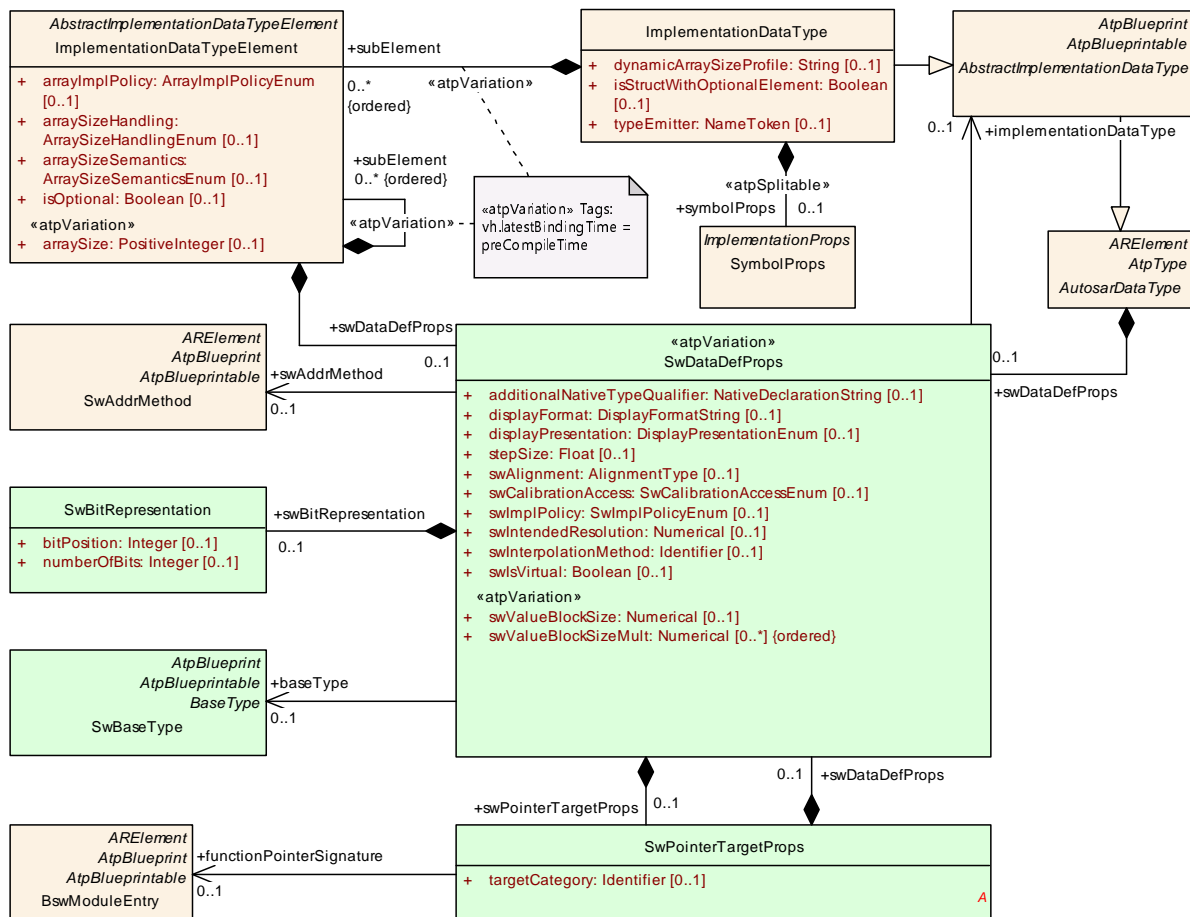 AbstractImplementationDataTypeElement
ImplementationDataTypeElement
+ arrayImplPolicy: ArrayImplPolicyEnum
[0..1]
+ arraySizeHandling:
ArraySizeHandlingEnum [0..1]
+ arraySizeSemantics:
ArraySizeSemanticsEnum [0..1]
+ isOptional: Boolean [0..1]
«atpVariation»
+ arraySize: PositiveInteger [0..1]
+subElement
0..*
{ordered}
«atpVariation»
+subElement
0..* {ordered}
«atpVariation»
ImplementationDataType
+ dynamicArraySizeProfile: String [0..1]
+ isStructWithOptionalElement: Boolean
[0..1]
+ typeEmitter: NameToken [0..1]
AtpBlueprint
AtpBlueprintable
AbstractImplementationDataType
0..1
+implementationDataType
«atpVariation» Tags:
vh.latestBindingTime =
preCompileTime
«atpSplitable»
+symbolProps
0..1
ImplementationProps
SymbolProps
ARElement
AtpType
AutosarDataType
+swDataDefProps
0..1
0..1
+swDataDefProps
ARElement
AtpBlueprint
AtpBlueprintable
SwAddrMethod
+swAddrMethod
0..1
«atpVariation»
SwDataDefProps
+ additionalNativeTypeQualifier: NativeDeclarationString [0..1]
+ displayFormat: DisplayFormatString [0..1]
+ displayPresentation: DisplayPresentationEnum [0..1]
+ stepSize: Float [0..1]
+ swAlignment: AlignmentType [0..1]
+ swCalibrationAccess: SwCalibrationAccessEnum [0..1]
+ swImplPolicy: SwImplPolicyEnum [0..1]
+ swIntendedResolution: Numerical [0..1]
+ swInterpolationMethod: Identifier [0..1]
+ swIsVirtual: Boolean [0..1]
«atpVariation»
+ swValueBlockSize: Numerical [0..1]
+ swValueBlockSizeMult: Numerical [0..*] {ordered}
SwBitRepresentation
+ bitPosition: Integer [0..1]
+ numberOfBits: Integer [0..1]
+swBitRepresentation
0..1
AtpBlueprint
AtpBlueprintable
BaseType
SwBaseType
+baseType
0..1
+swPointerTargetProps
0..1
0..1
+swDataDefProps
ARElement
AtpBlueprint
AtpBlueprintable
BswModuleEntry
+functionPointerSignature
0..1
SwPointerTargetProps
+ targetCategory: Identifier [0..1]
A